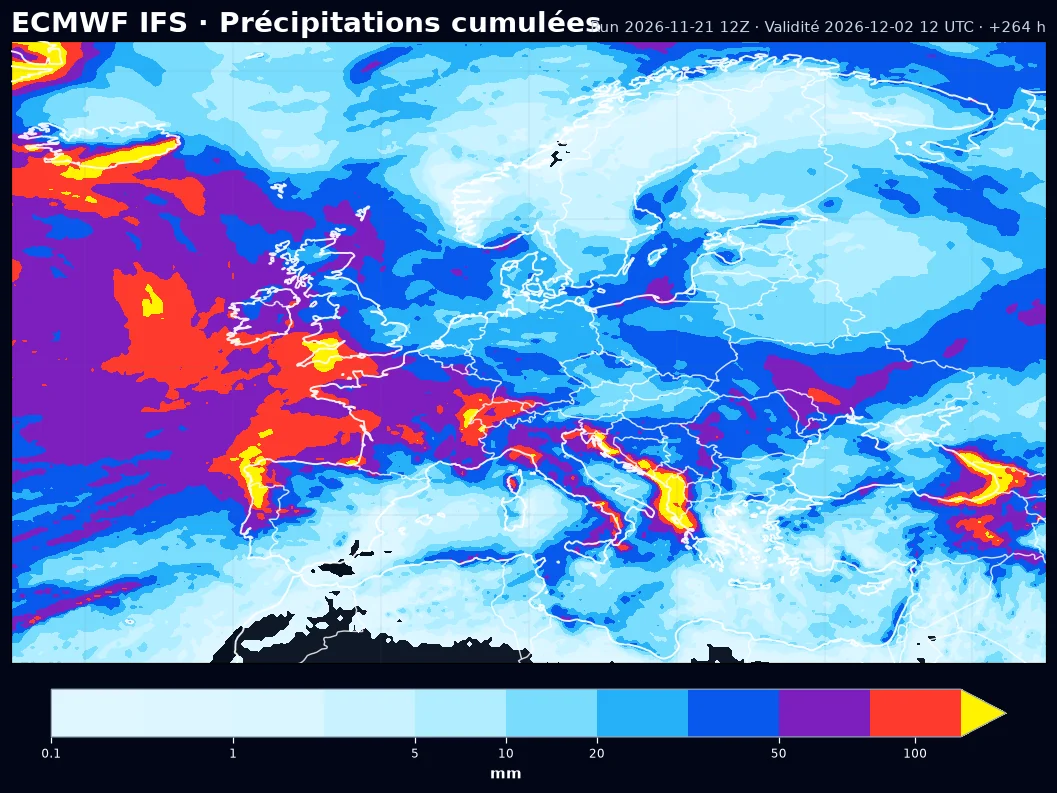 ECMWF IFS · Précipitations cumulées
Run 2026-11-21 12Z · Validité 2026-12-02 12 UTC · +264 h
0.1 1 5 10 20 50 100
mm